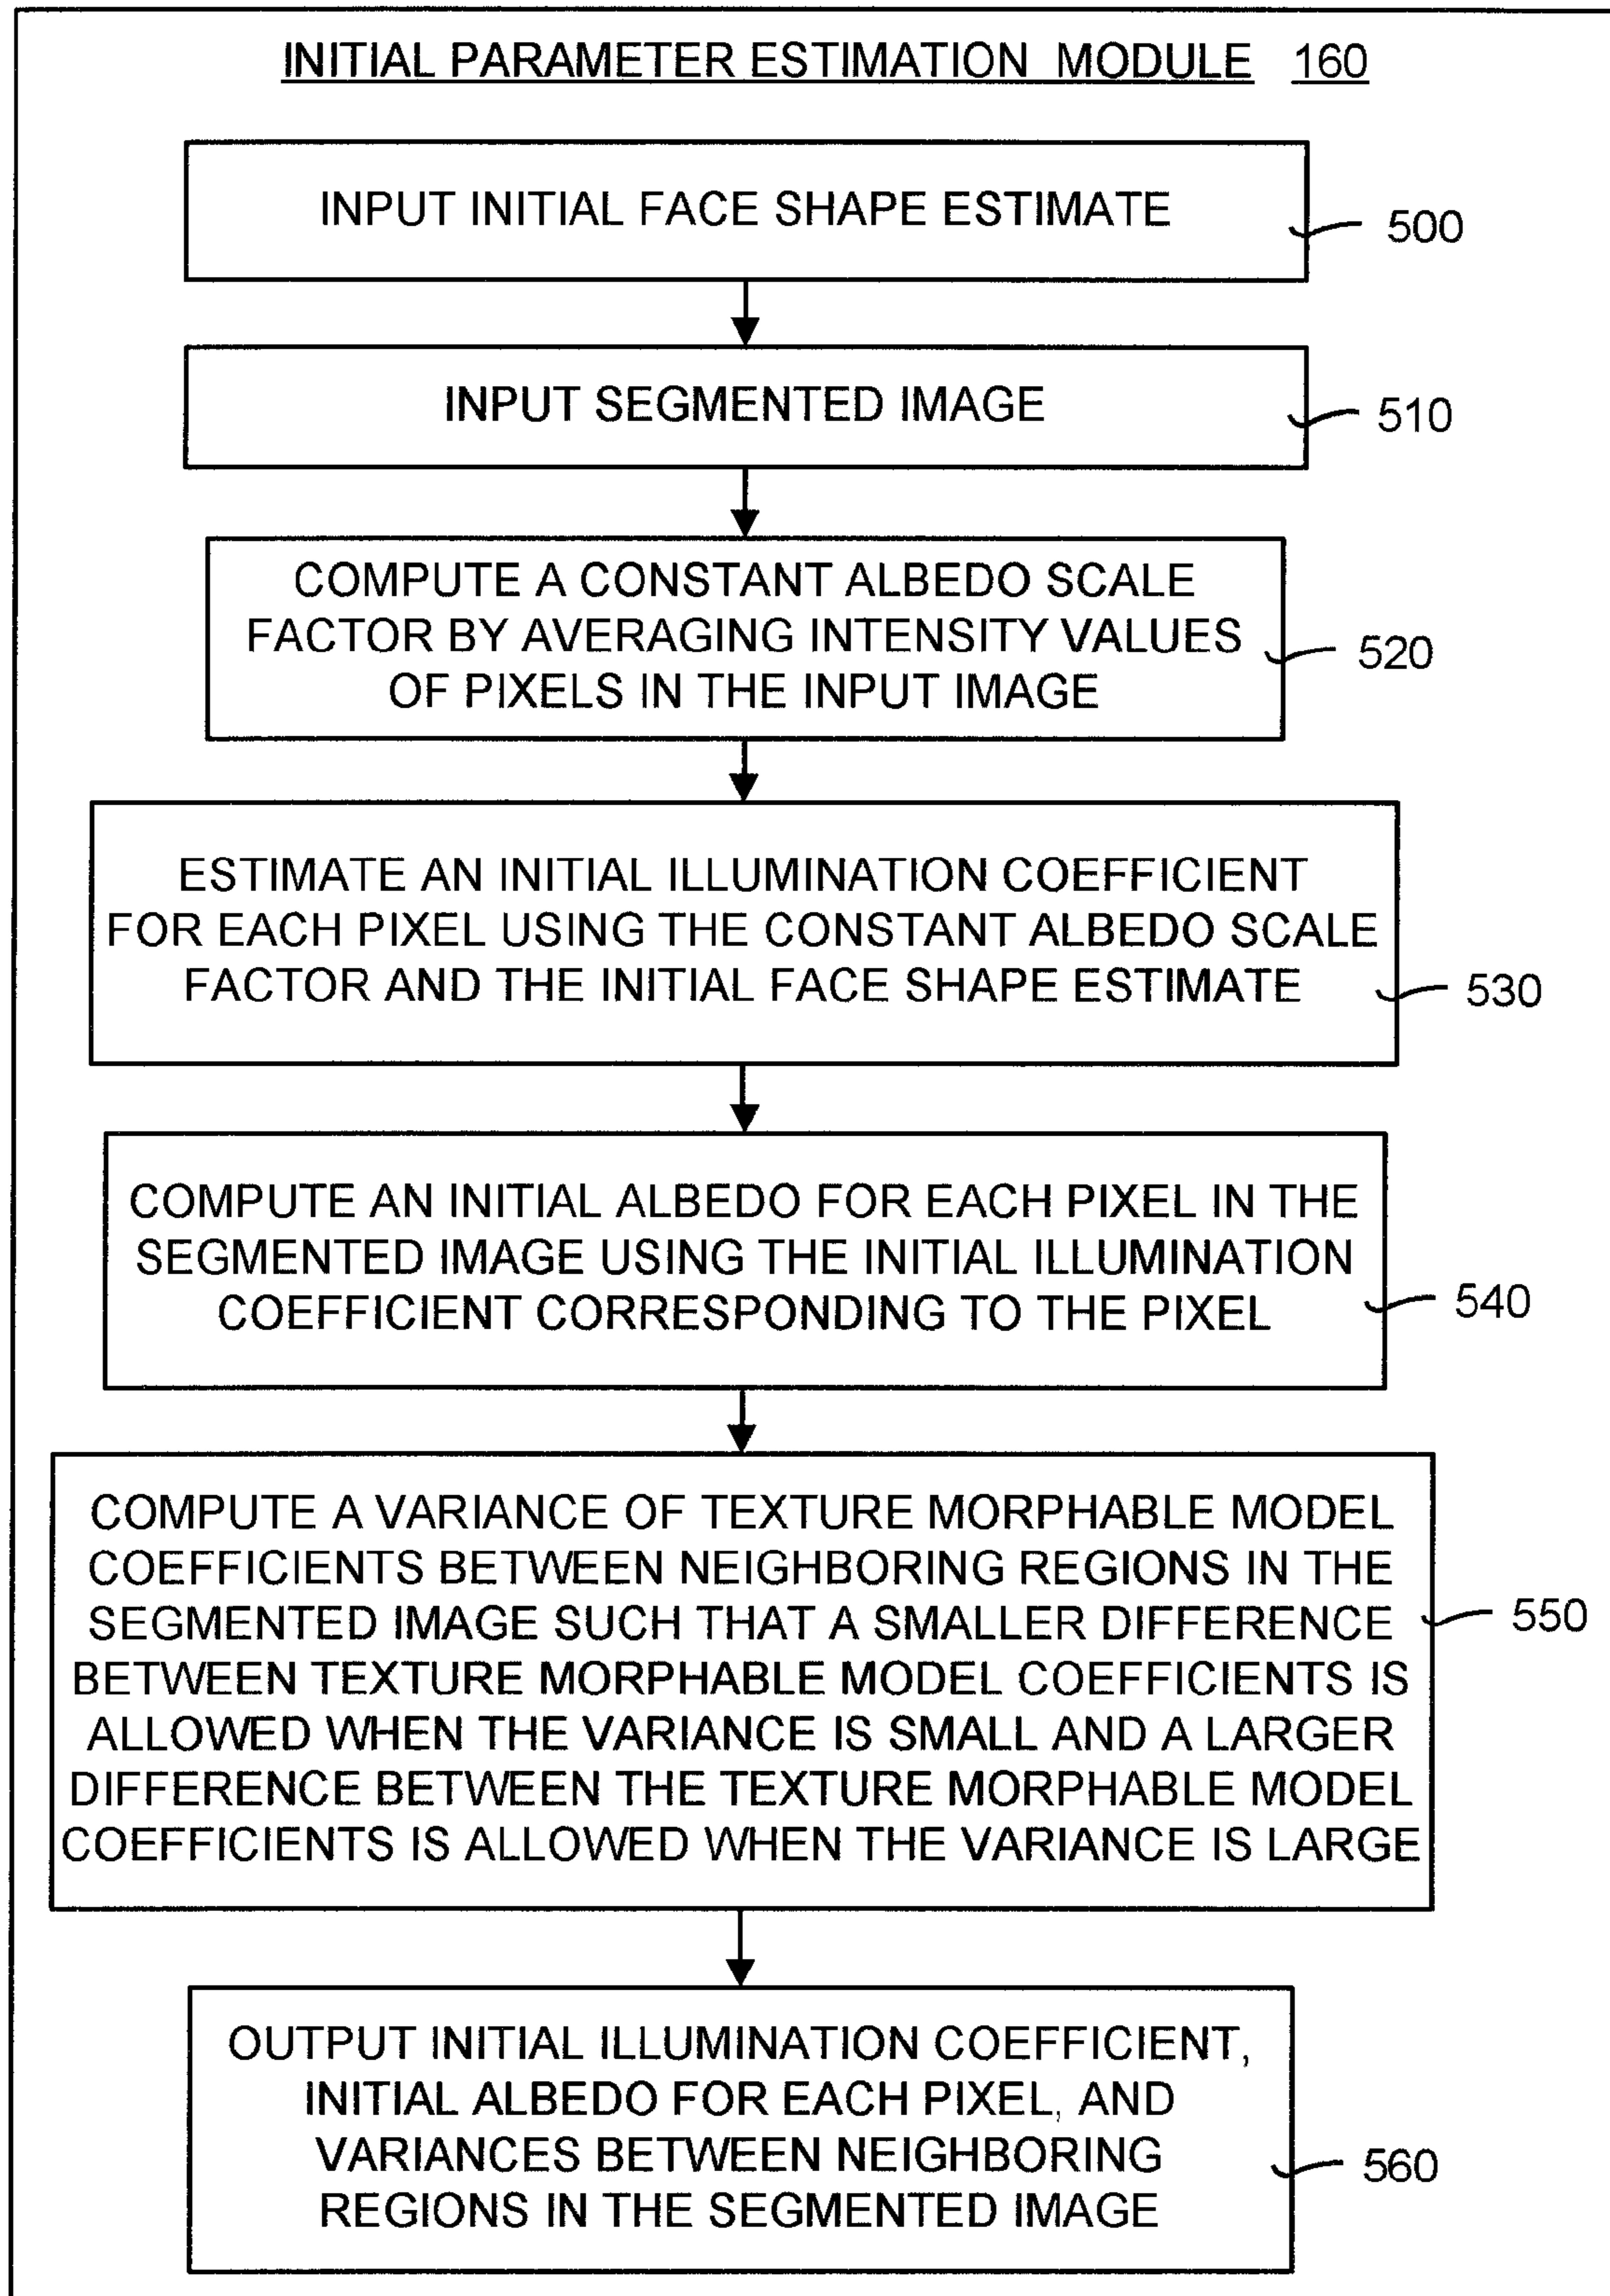 INITIAL PARAMETER ESTIMATION MODULE 160
INPUT INITIAL FACE SHAPE ESTIMATE
500
INPUT SEGMENTED IMAGE
510
COMPUTE A CONSTANT ALBEDO SCALE
FACTOR BY AVERAGING INTENSITY VALUES
OF PIXELS IN THE INPUT IMAGE
520
ESTIMATE AN INITIAL ILLUMINATION COEFFICIENT
FOR EACH PIXEL USING THE CONSTANT ALBEDO SCALE
FACTOR AND THE INITIAL FACE SHAPE ESTIMATE
530
COMPUTE AN INITIAL ALBEDO FOR EACH PIXEL IN THE
SEGMENTED IMAGE USING THE INITIAL ILLUMINATION
COEFFICIENT CORRESPONDING TO THE PIXEL
540
COMPUTE A VARIANCE OF TEXTURE MORPHABLE MODEL
COEFFICIENTS BETWEEN NEIGHBORING REGIONS IN THE
SEGMENTED IMAGE SUCH THAT A SMALLER DIFFERENCE
BETWEEN TEXTURE MORPHABLE MODEL COEFFICIENTS IS
ALLOWED WHEN THE VARIANCE IS SMALL AND A LARGER
DIFFERENCE BETWEEN THE TEXTURE MORPHABLE MODEL
COEFFICIENTS IS ALLOWED WHEN THE VARIANCE IS LARGE
550
OUTPUT INITIAL ILLUMINATION COEFFICIENT,
INITIAL ALBEDO FOR EACH PIXEL, AND
VARIANCES BETWEEN NEIGHBORING
REGIONS IN THE SEGMENTED IMAGE
560